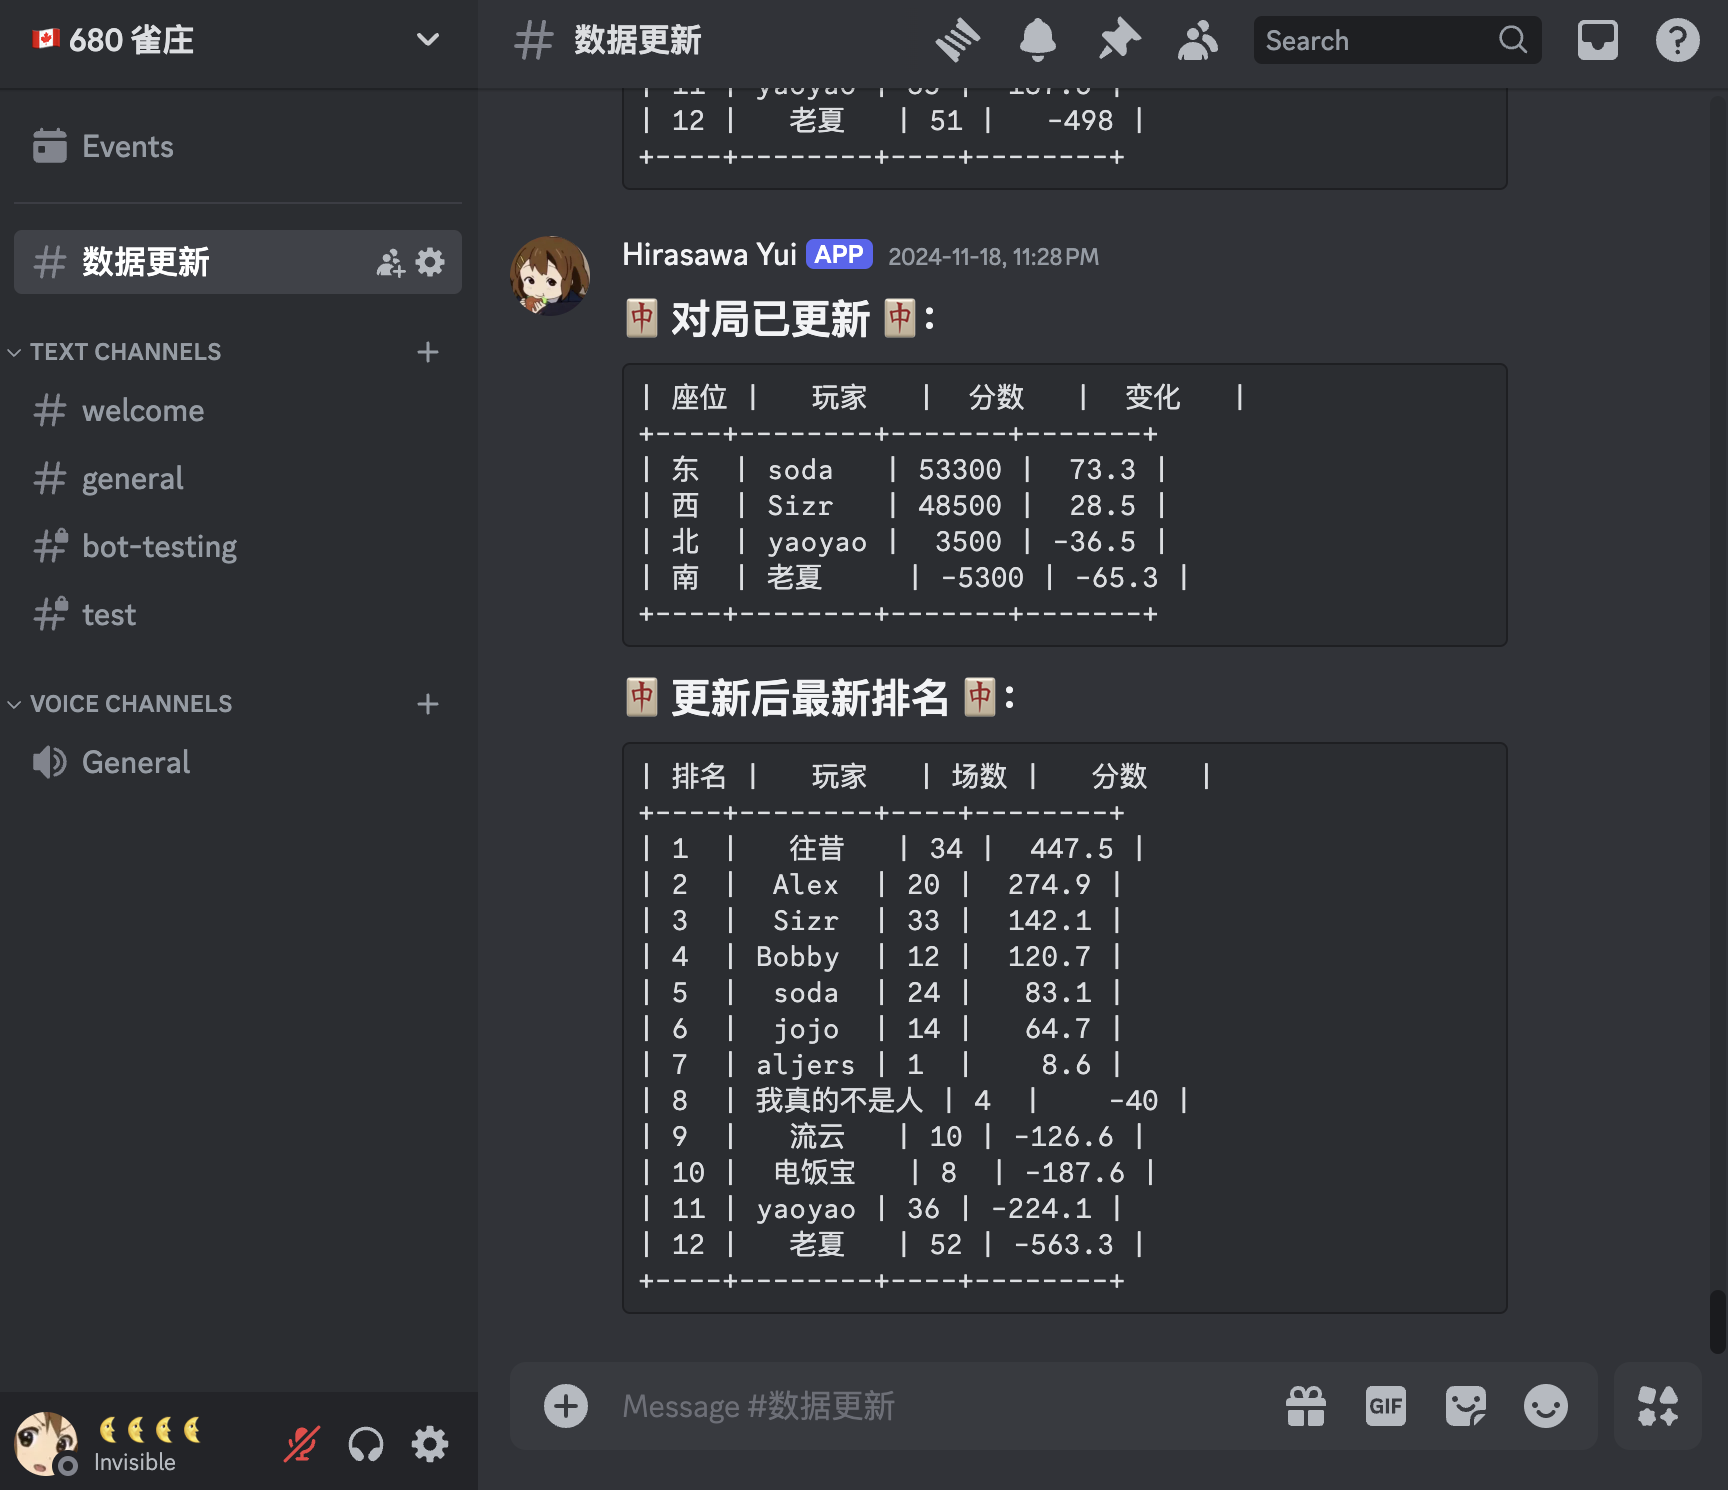 680 雀庄
Events
数据更新
TEXT CHANNELS
welcome
general
bot-testing
test
VOICE CHANNELS
General
Invisible
数据更新
Search
| 11 | yaoyao | 35 |
| 12 | 老夏 | 51 | -498 |
+----+--------+----+--------+
Hirasawa Yui APP 2024-11-18, 11:28 PM
🀄 对局已更新 🀄:
| 座位 | 玩家 | 分数 | 变化 |
+----+--------+-------+-------+
| 东 | soda | 53300 | 73.3 |
| 西 | Sizr | 48500 | 28.5 |
| 北 | yaoyao | 3500 | -36.5 |
| 南 | 老夏 | -5300 | -65.3 |
+----+--------+-------+-------+
🀄 更新后最新排名 🀄:
| 排名 | 玩家 | 场数 | 分数 |
+----+--------+----+--------+
| 1 | 往昔 | 34 | 447.5 |
| 2 | Alex | 20 | 274.9 |
| 3 | Sizr | 33 | 142.1 |
| 4 | Bobby | 12 | 120.7 |
| 5 | soda | 24 | 83.1 |
| 6 | jojo | 14 | 64.7 |
| 7 | aljers | 1 | 8.6 |
| 8 | 我真的不是人 | 4 | -40 |
| 9 | 流云 | 10 | -126.6 |
| 10 | 电饭宝 | 8 | -187.6 |
| 11 | yaoyao | 36 | -224.1 |
| 12 | 老夏 | 52 | -563.3 |
+----+--------+----+--------+
Message #数据更新
GIF